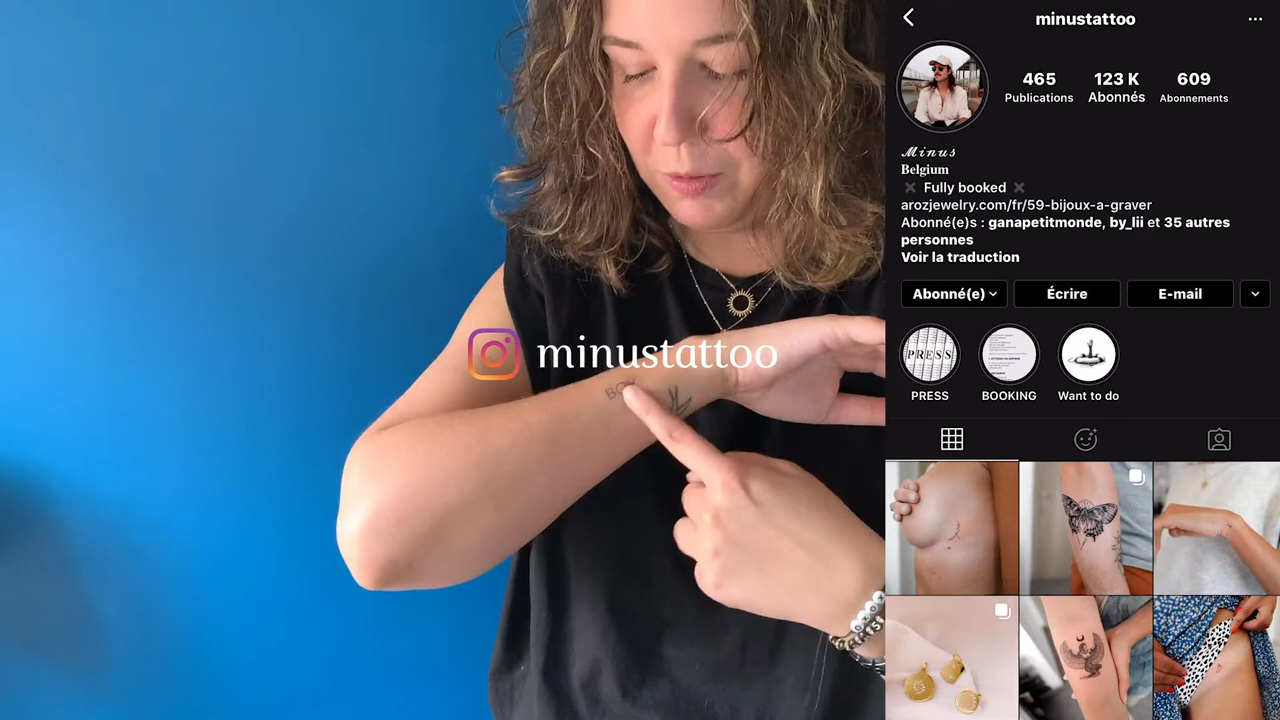 minustattoo
minustattoo
465
Publications
123 K
Abonnés
609
Abonnements
𝓜𝓲𝓷𝓾𝓼
Belgium
✖️ Fully booked ✖️
arozjewelry.com/fr/59-bijoux-a-graver
Abonné(e)s : ganapetitmonde, by_lii et 35 autres
personnes
Voir la traduction
Abonné(e)
Écrire
E-mail
PRESS
PRESS
BOOKING
Want to do